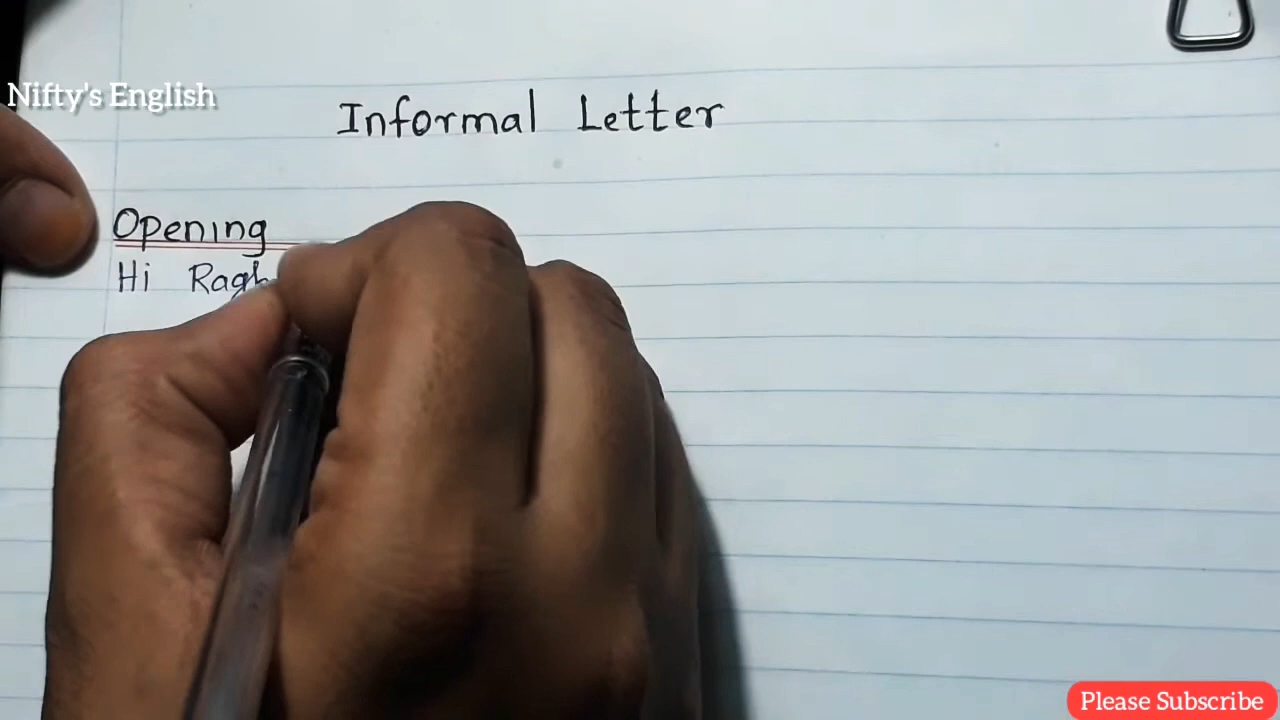 Nifty's English
Informal Letter
Opening
Hi
Please Subscribe